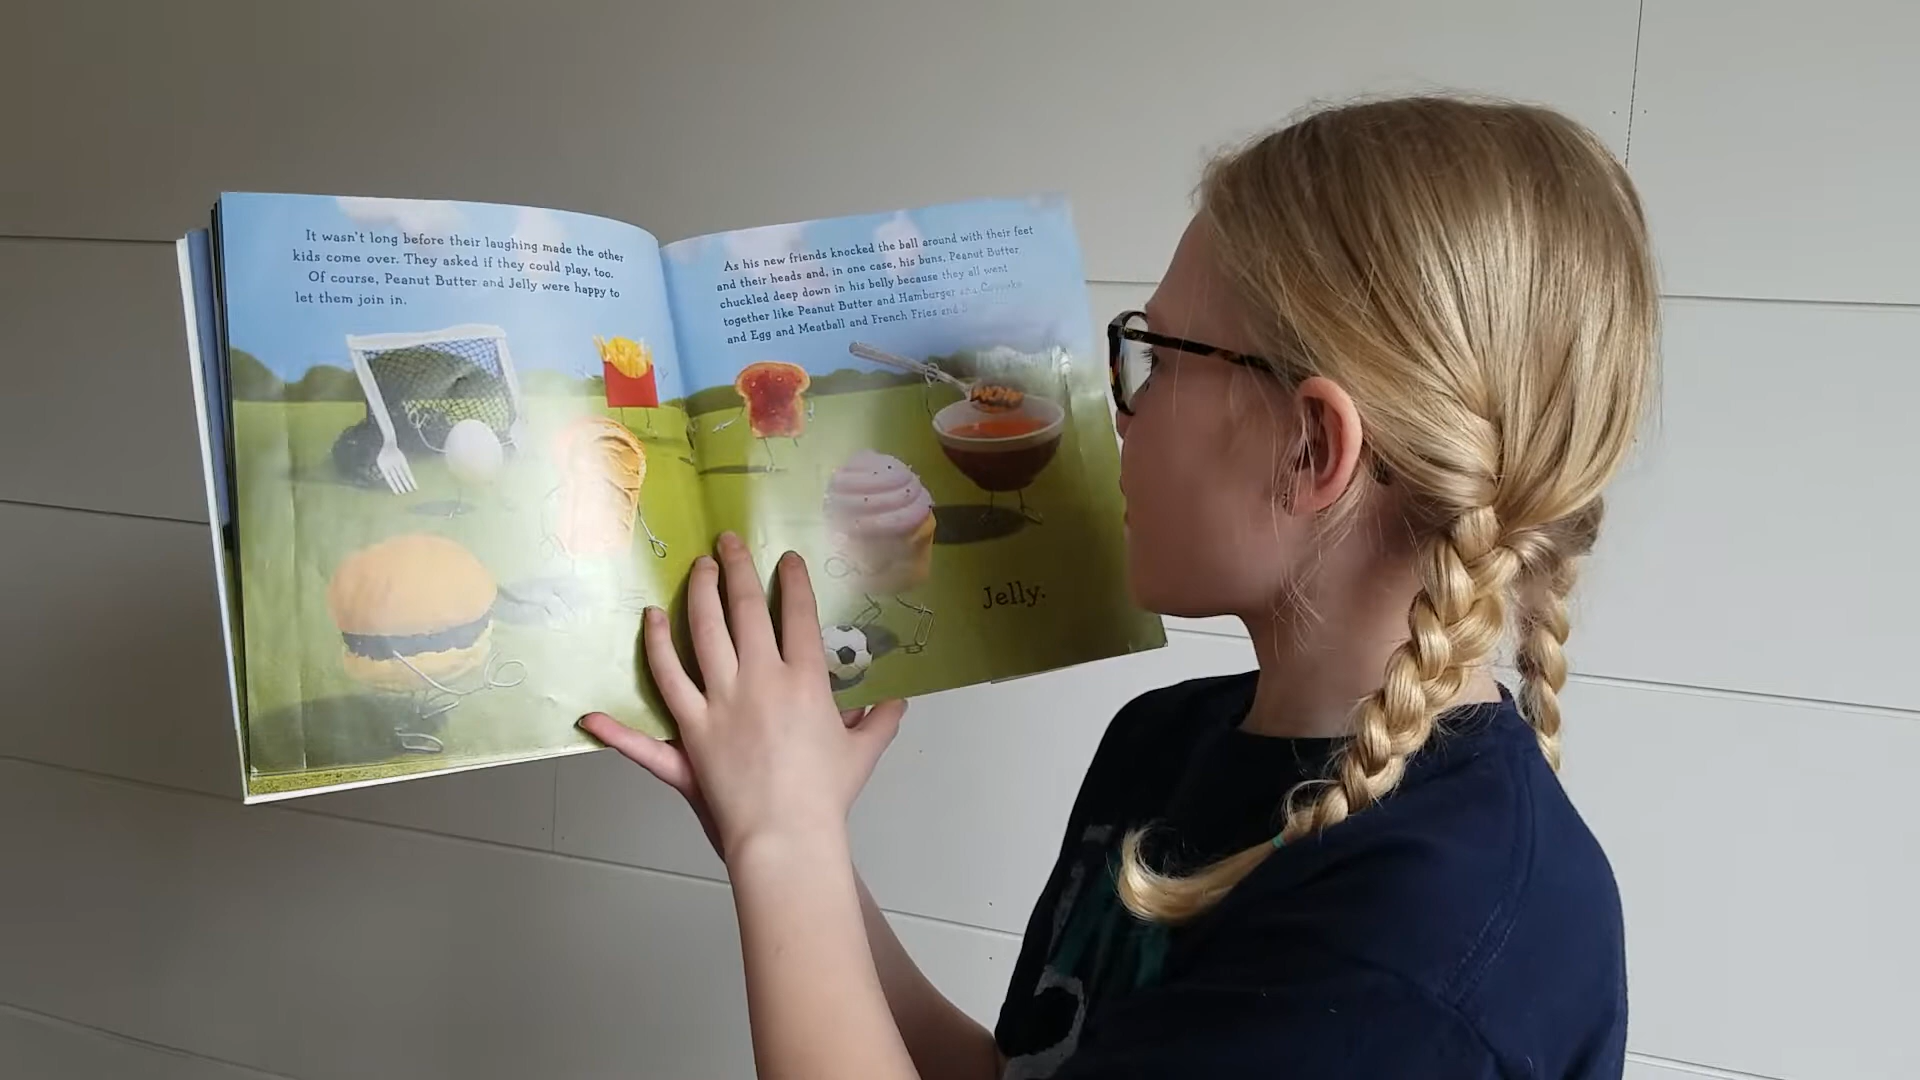 It wasn't long before their laughing made the other
kids come over. They asked if they could play, too.
Of course, Peanut Butter and Jelly were happy to
let them join in.
As his new friends knocked the ball around with their feet
and their heads and, in one case, his buns, Peanut Butter
chuckled deep down in his belly because they all went
together like Peanut Butter and Hamburger and Cupcake
and Egg and Meatball and French Fries and
Jelly.